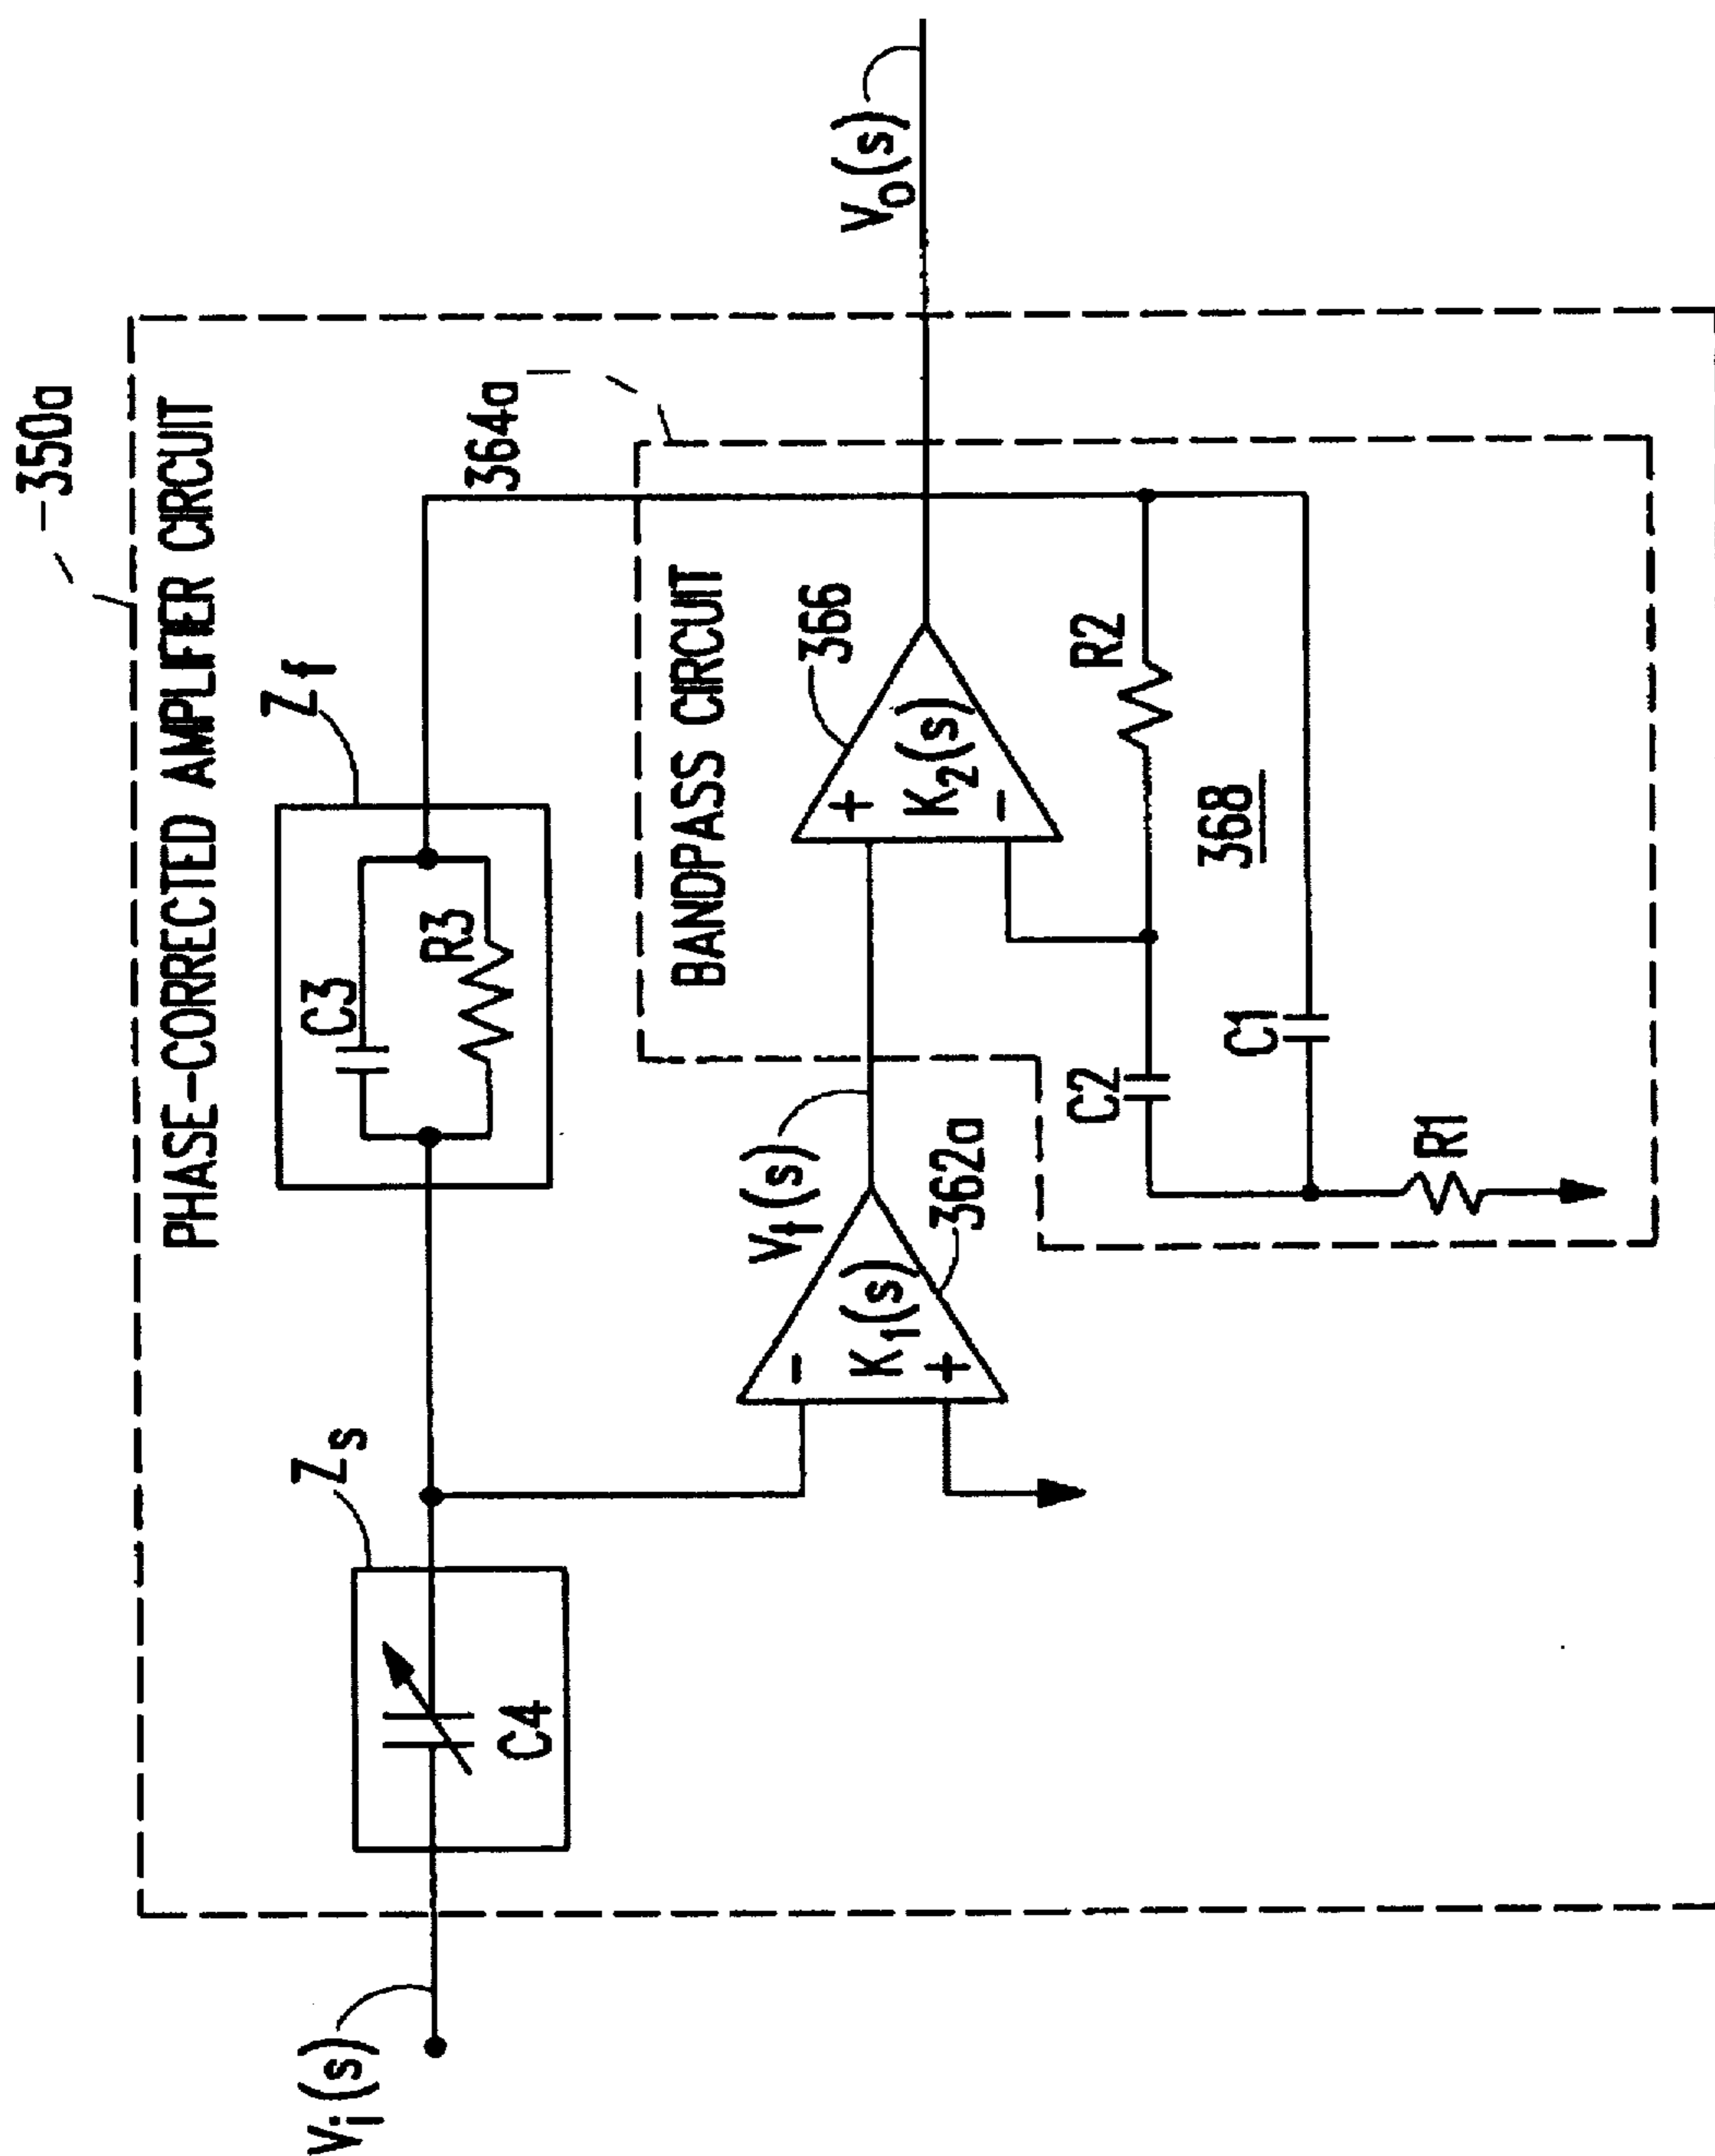 350a
PHASE-CORRECTED AMPLIFIER CIRCUIT
Zs
Zf
C3
R3
C4
364a
BANDPASS CIRCUIT
Vi(s)
Vt(s)
Vo(s)
-
K1(s)
+
362a
+
K2(s)
-
366
R2
368
C2
C1
R1